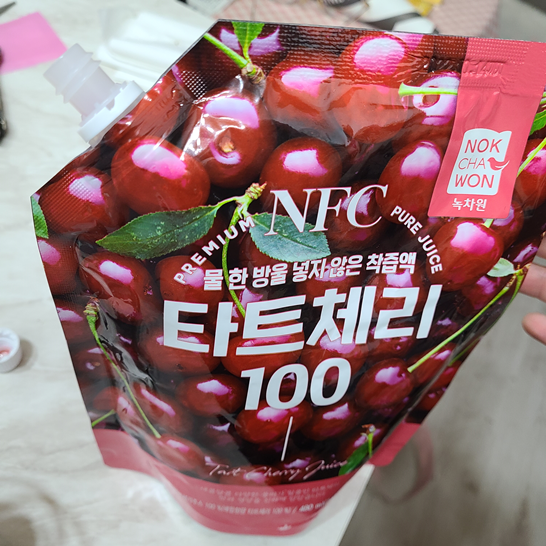 NOK
CHA
WON
녹차원
NFC
PREMIUM PURE JUICE
물 한 방울 넣지 않은 착즙액
타트체리
100
Tart Cherry Juice